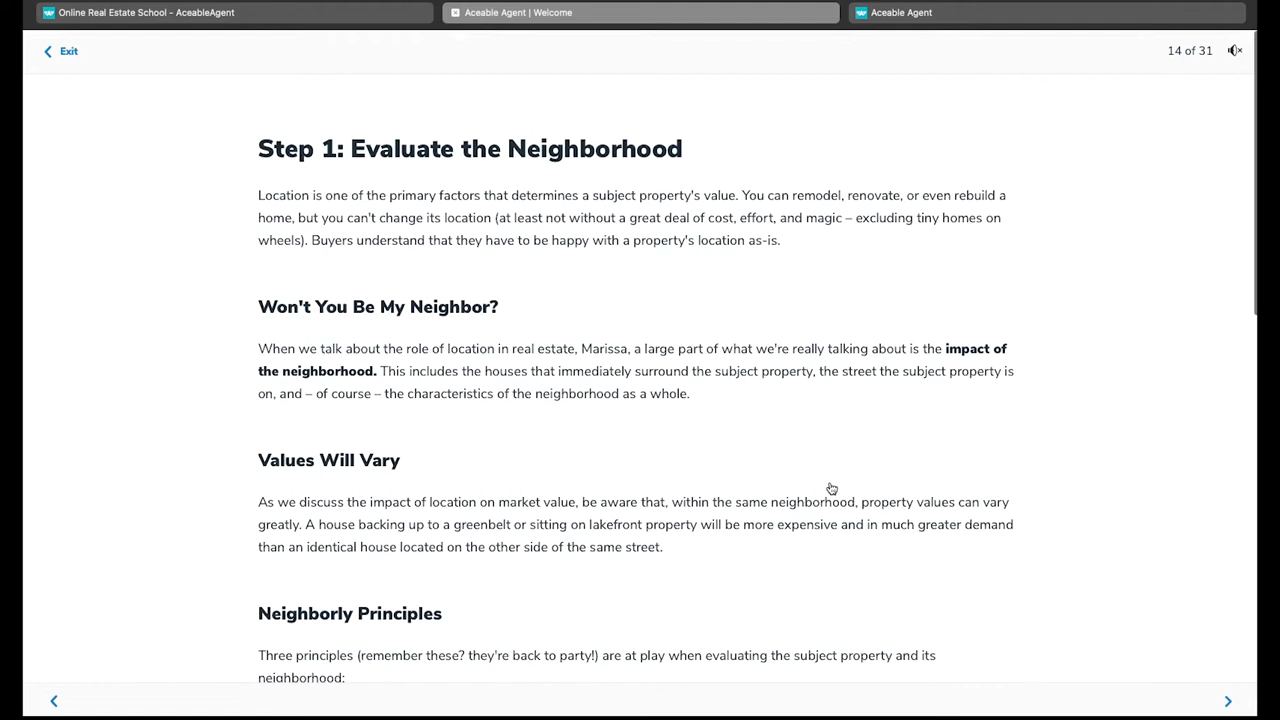 Online Real Estate School - AceableAgent
Aceable Agent | Welcome
Aceable Agent
Exit
14 of 31
Step 1: Evaluate the Neighborhood
Location is one of the primary factors that determines a subject property's value. You can remodel, renovate, or even rebuild a
home, but you can't change its location (at least not without a great deal of cost, effort, and magic – excluding tiny homes on
wheels). Buyers understand that they have to be happy with a property's location as-is.
Won't You Be My Neighbor?
When we talk about the role of location in real estate, Marissa, a large part of what we're really talking about is the impact of
the neighborhood. This includes the houses that immediately surround the subject property, the street the subject property is
on, and – of course – the characteristics of the neighborhood as a whole.
Values Will Vary
As we discuss the impact of location on market value, be aware that, within the same neighborhood, property values can vary
greatly. A house backing up to a greenbelt or sitting on lakefront property will be more expensive and in much greater demand
than an identical house located on the other side of the same street.
Neighborly Principles
Three principles (remember these? they're back to party!) are at play when evaluating the subject property and its
neighborhood: